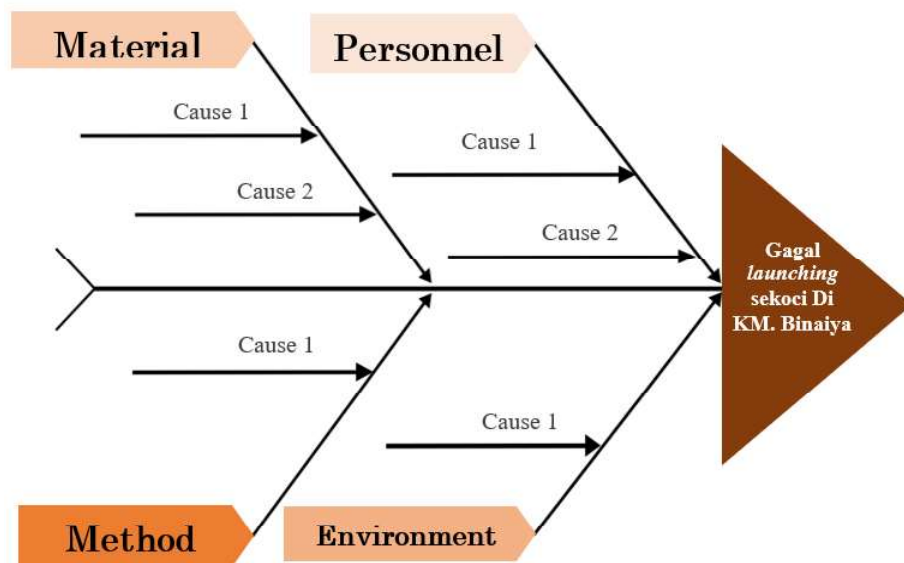 Material
Personnel
Cause 1
Cause 1
Cause 2
Cause 2
Gagal
launching
sekoci Di
KM. Binaiya
Cause 1
Cause 1
Method
Environment